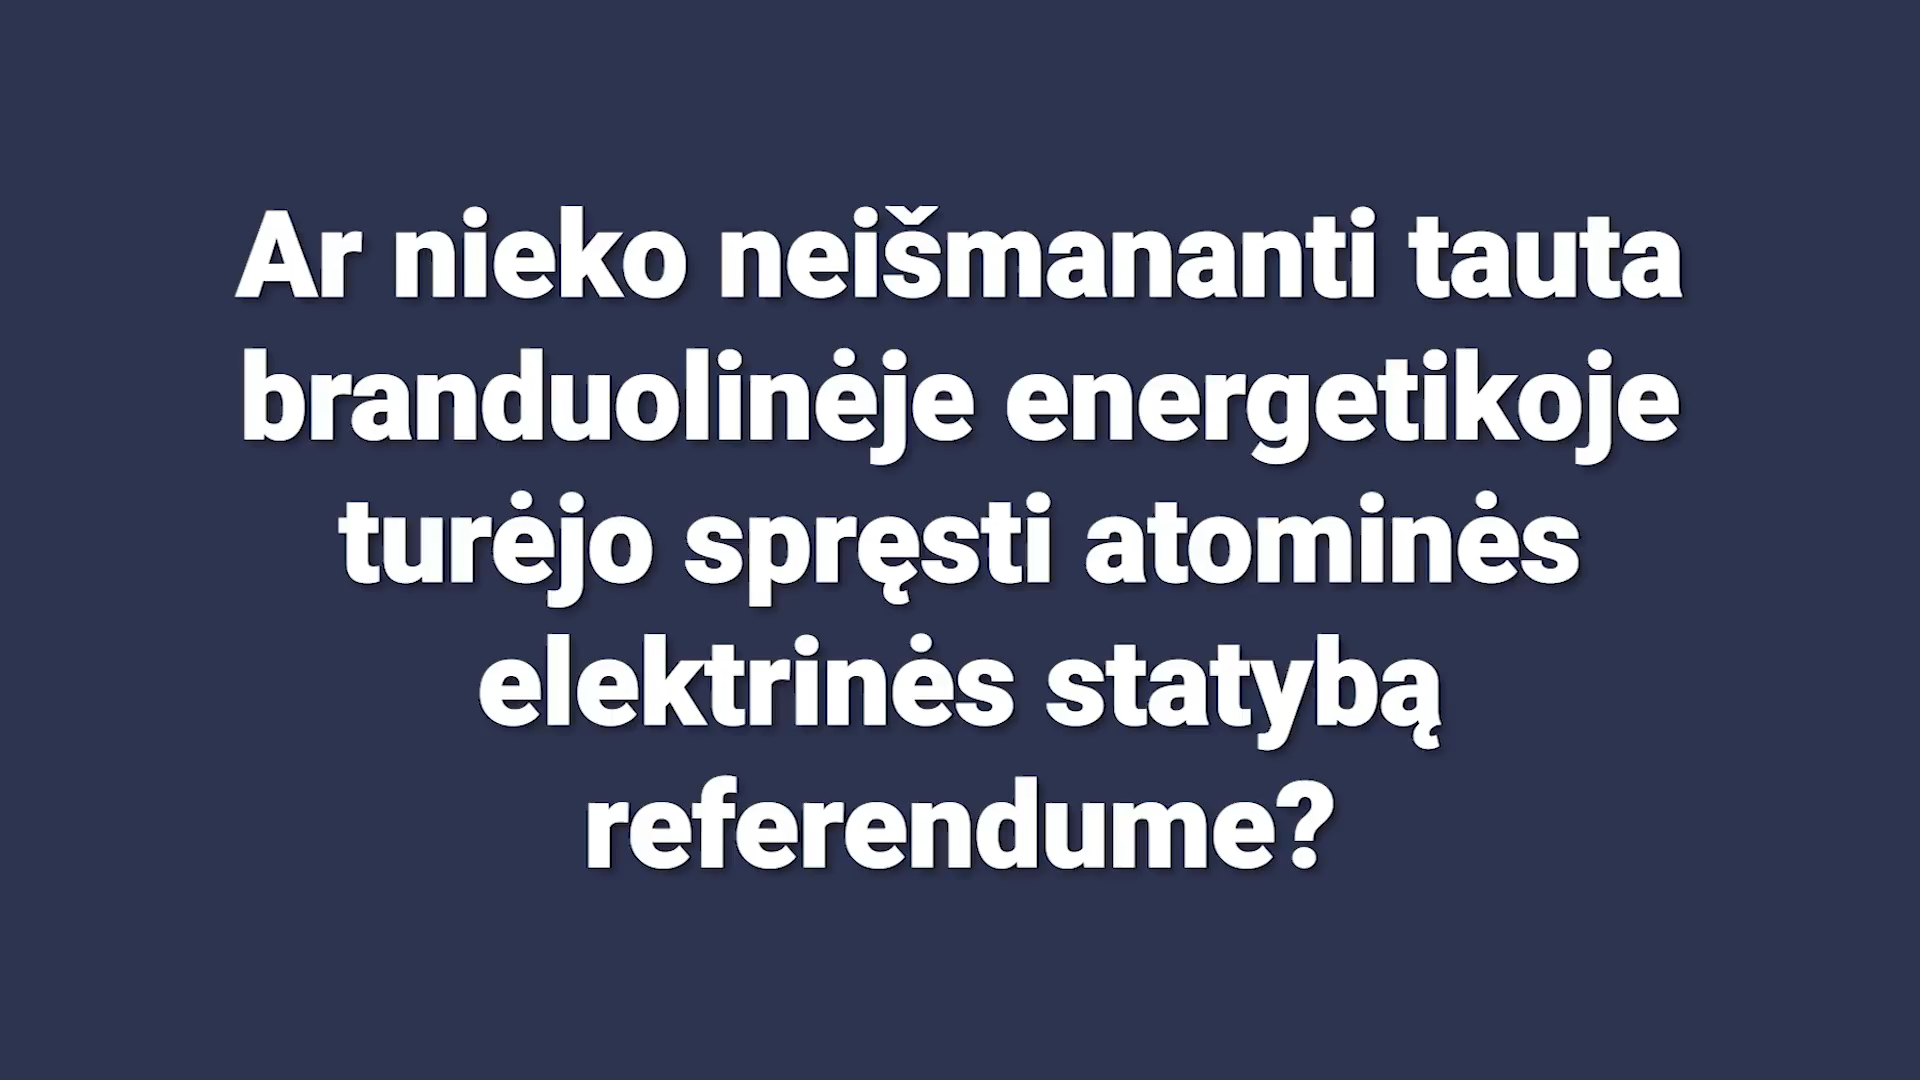 Ar nieko neišmananti tauta
branduolinėje energetikoje
turėjo spręsti atominės
elektrinės statybą
referendume?